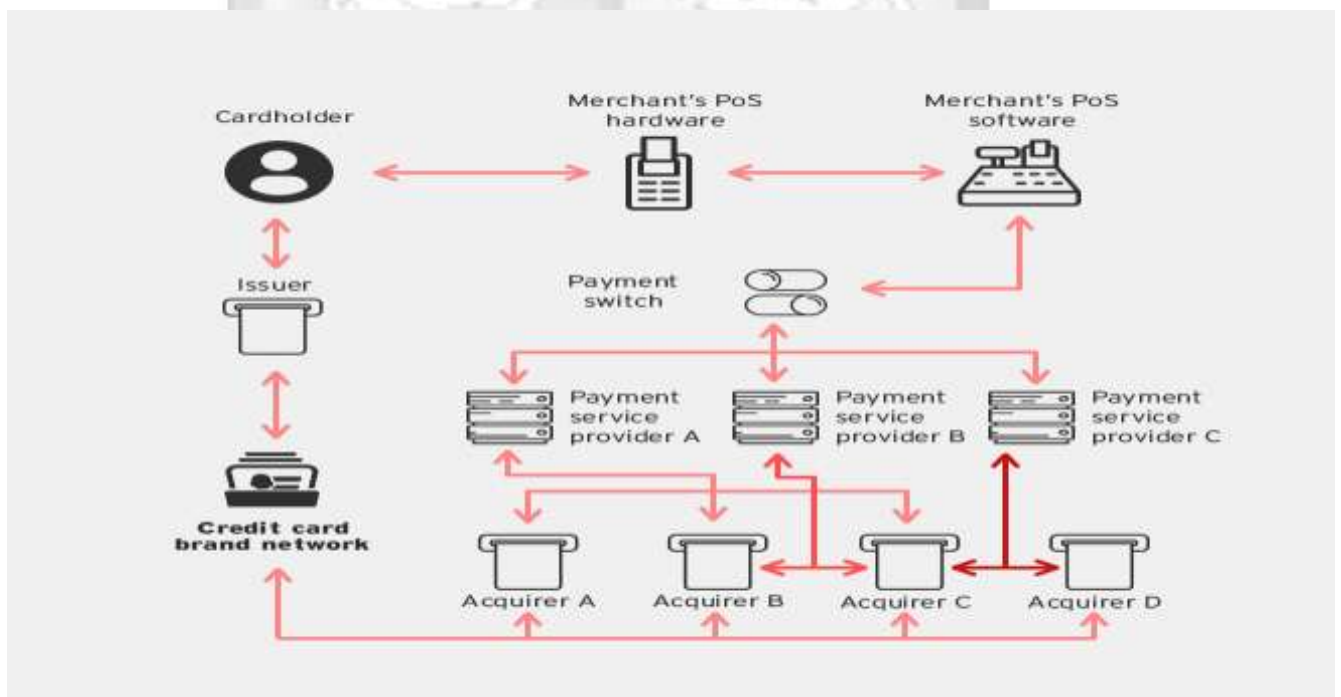 Cardholder
Merchant's PoS
hardware
Merchant's PoS
software
Issuer
Payment
switch
Payment
service
provider A
Payment
service
provider B
Payment
service
provider C
Credit card
brand network
Acquirer A
Acquirer B
Acquirer C
Acquirer D